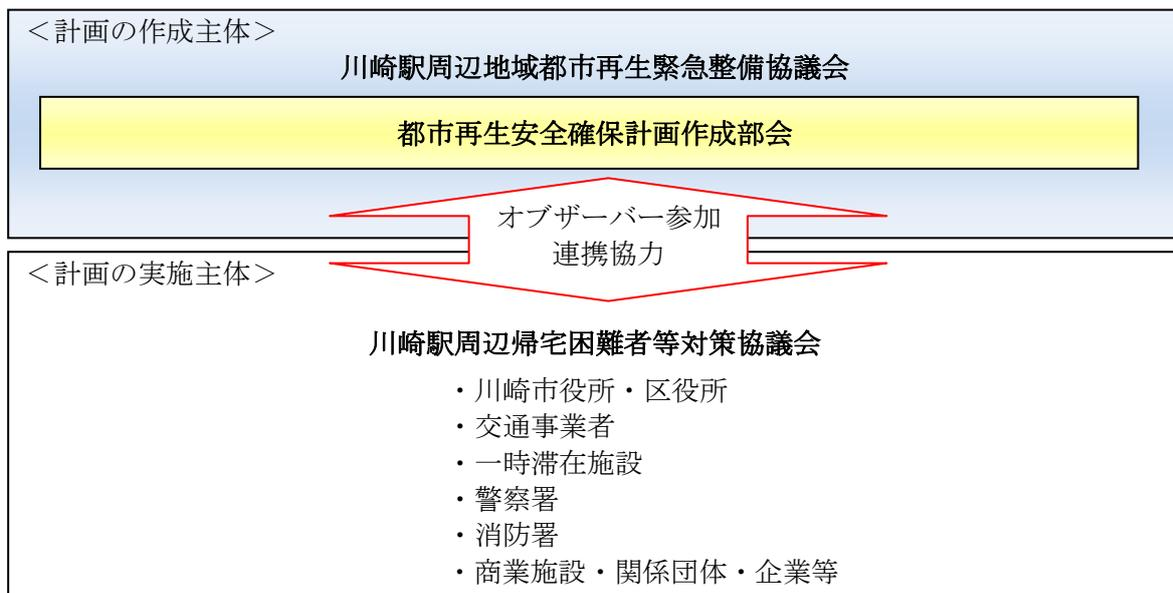 ＜計画の作成主体＞
川崎駅周辺地域都市再生緊急整備協議会
都市再生安全確保計画作成部会
オブザーバー参加
連携協力
＜計画の実施主体＞
川崎駅周辺帰宅困難者等対策協議会
・川崎市役所・区役所
・交通事業者
・一時滞在施設
・警察署
・消防署
・商業施設・関係団体・企業等